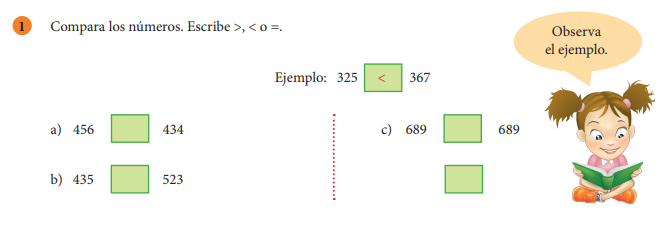 1 Compara los números. Escribe >, < o =.
Observa
el ejemplo.
Ejemplo: 325 < 367
a) 456 434
c) 689 689
b) 435 523